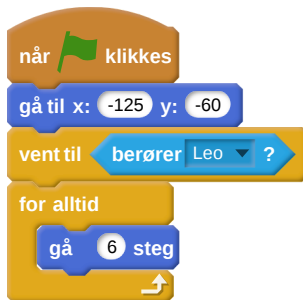 når klikkes
gå til x: -125 y: -60
vent til berører Leo ?
for alltid
gå 6 steg